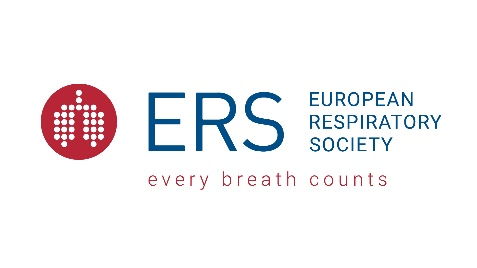 ERS
EUROPEAN
RESPIRATORY
SOCIETY
every breath counts